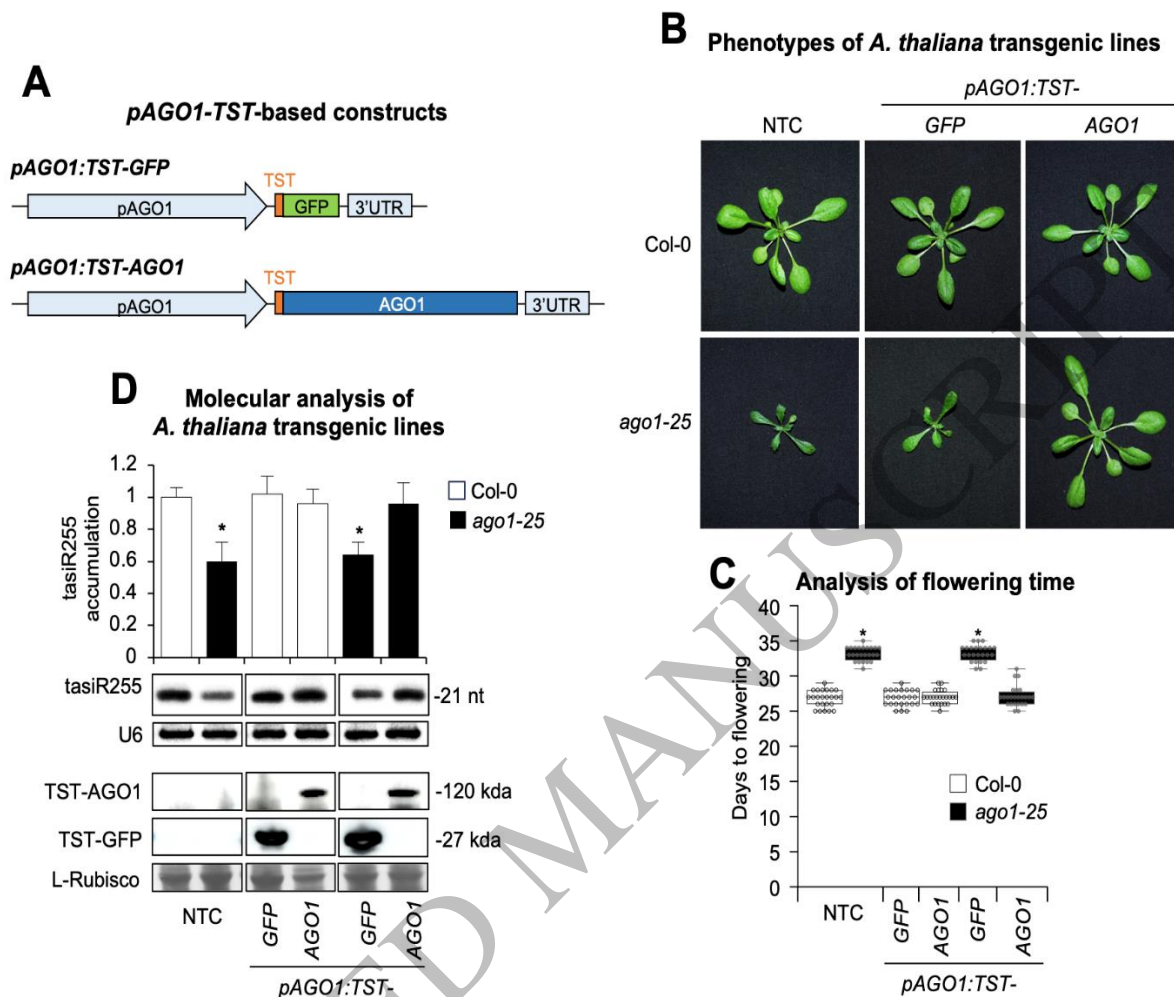 A
pAGO1-TST-based constructs
pAGO1:TST-GFP
TST
pAGO1
GFP
3'UTR
pAGO1:TST-AGO1
TST
pAGO1
AGO1
3'UTR
B
Phenotypes of A. thaliana transgenic lines
pAGO1:TST-
NTC
GFP
AGO1
Col-0
ago1-25
D
Molecular analysis of
A. thaliana transgenic lines
1.2
1
0.8
0.6
0.4
0.2
0
tasiR255
accumulation
*
*
Col-0
ago1-25
tasiR255
-21 nt
U6
TST-AGO1
-120 kda
TST-GFP
-27 kda
L-Rubisco
NTC
GFP
AGO1
GFP
AGO1
pAGO1:TST-
C
Analysis of flowering time
40
35
30
25
20
15
10
5
0
Days to flowering
*
*
Col-0
ago1-25
NTC
GFP
AGO1
GFP
AGO1
pAGO1:TST-
ED MANUSCRIP